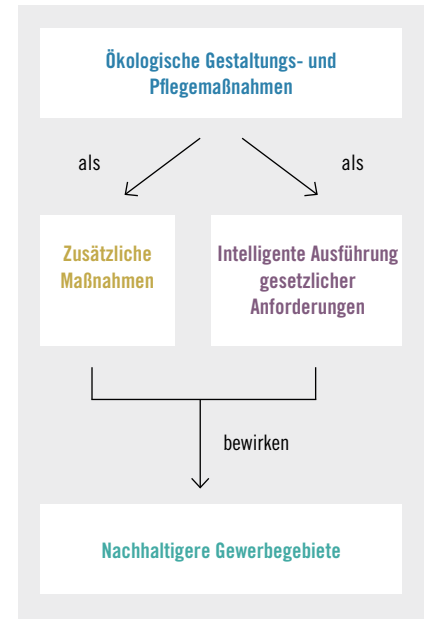 Ökologische Gestaltungs- und
Pflegemaßnahmen
als
als
Zusätzliche
Maßnahmen
Intelligente Ausführung
gesetzlicher
Anforderungen
bewirken
Nachhaltigere Gewerbegebiete